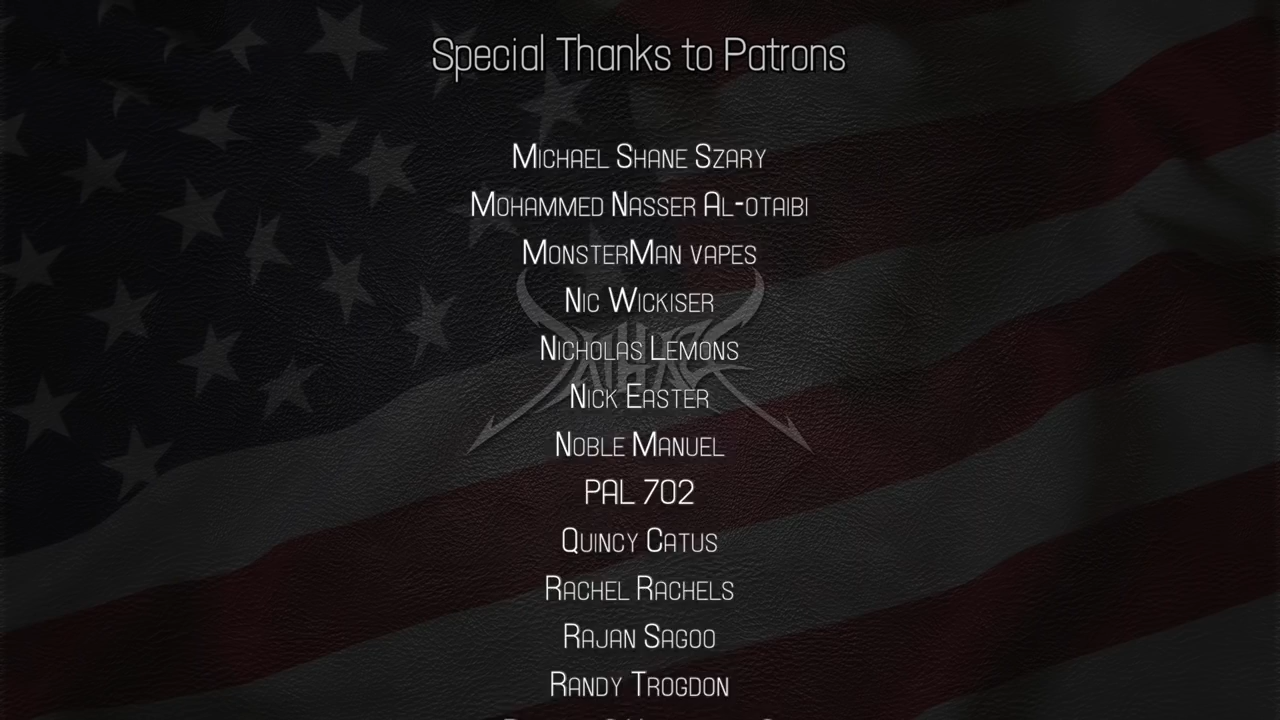 Special Thanks to Patrons
Michael Shane Szary
Mohammed Nasser Al-otaibi
MonsterMan vapes
Nic Wickiser
Nicholas Lemons
Nick Easter
Noble Manuel
PAL 702
Quincy Catus
Rachel Rachels
Rajan Sagoo
Randy Trogdon